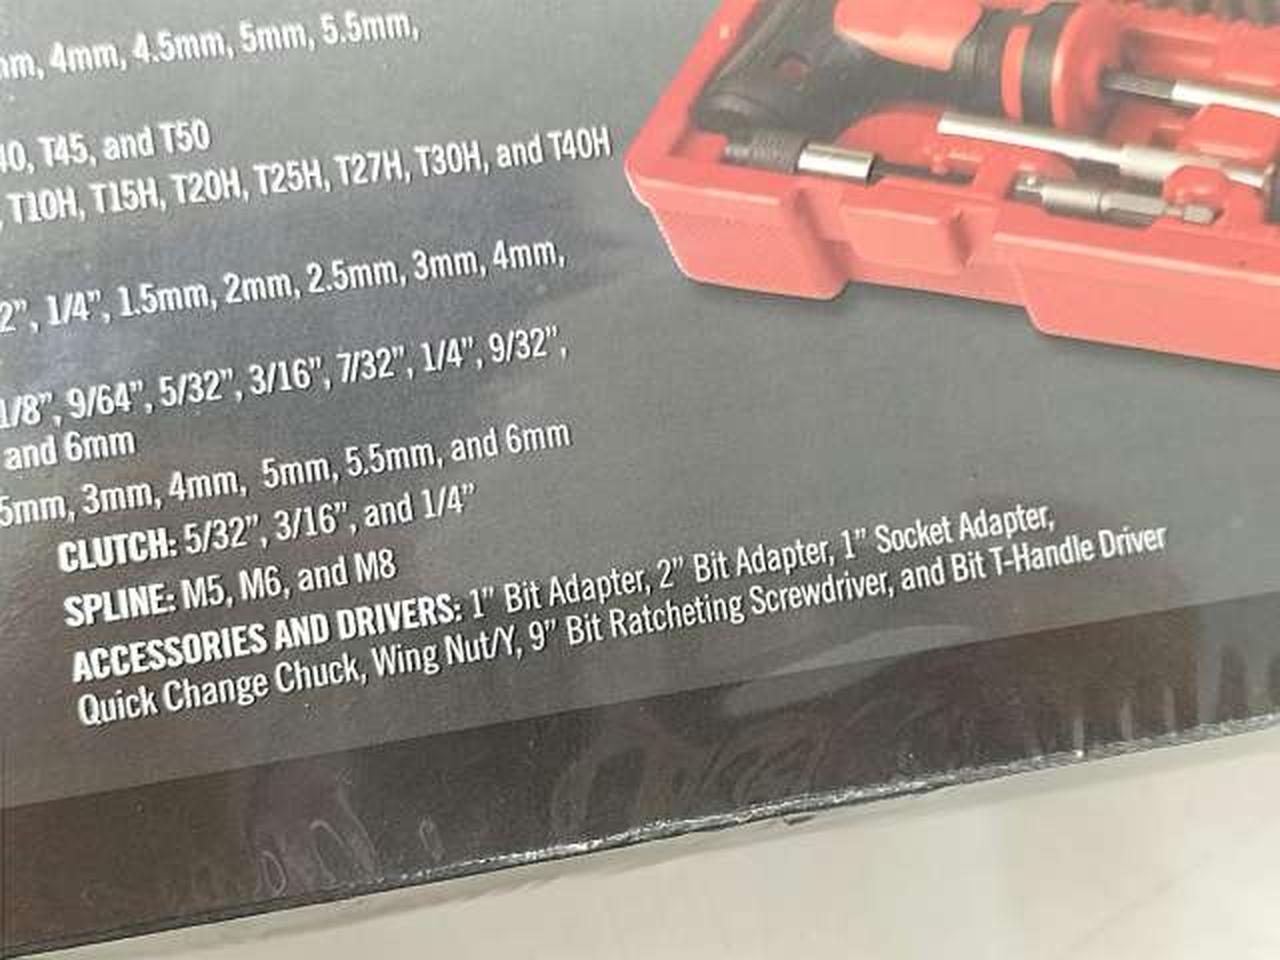 4mm, 4.5mm, 5mm, 5.5mm,
T45, and T50
T10H, T15H, T20H, T25H, T27H, T30H, and T40H
1/4”, 1.5mm, 2mm, 2.5mm, 3mm, 4mm,
1/8”, 9/64”, 5/32”, 3/16”, 7/32”, 1/4”, 9/32”,
and 6mm
5mm, 3mm, 4mm, 5mm, 5.5mm, and 6mm
CLUTCH: 5/32”, 3/16”, and 1/4”
SPLINE: M5, M6, and M8
ACCESSORIES AND DRIVERS: 1” Bit Adapter, 2” Bit Adapter, 1” Socket Adapter,
Quick Change Chuck, Wing Nut/Y, 9” Bit Ratcheting Screwdriver, and Bit T-Handle Driver